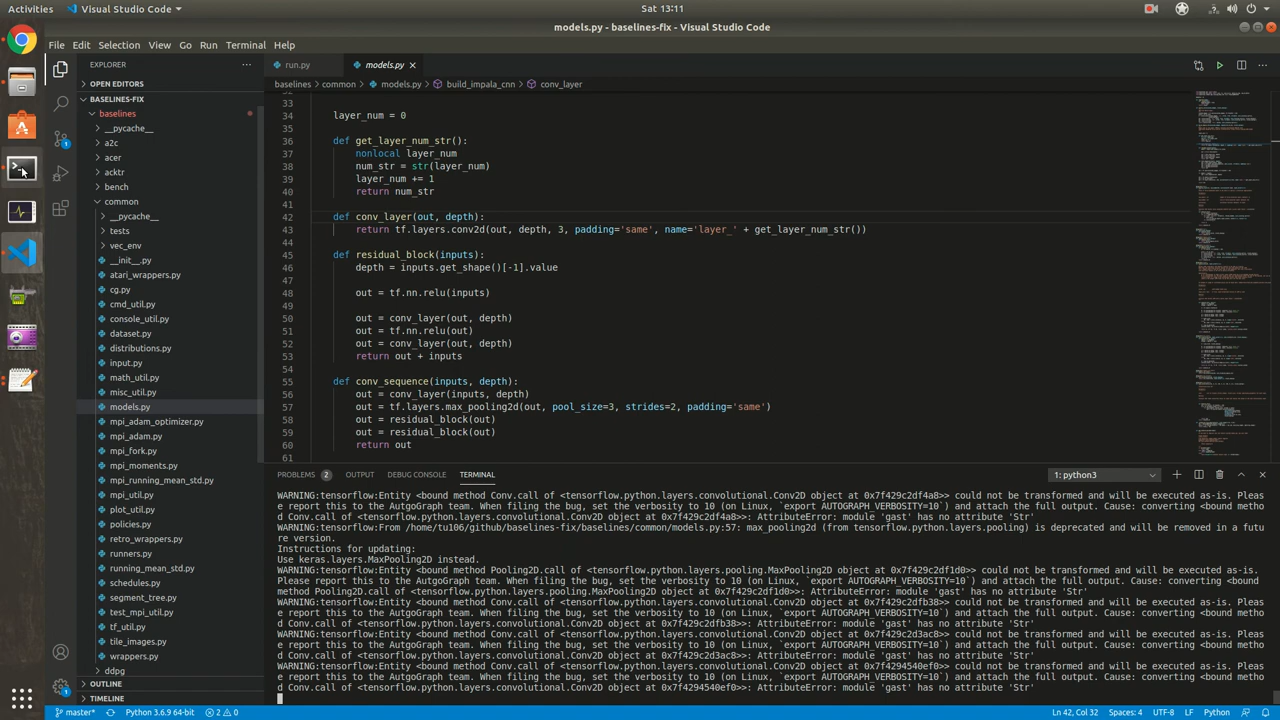 Activities
Visual Studio Code
Sat 13:11
models.py - baselines-fix - Visual Studio Code
File Edit Selection View Go Run Terminal Help
EXPLORER
run.py
models.py
OPEN EDITORS
baselines > common > models.py > build_impala_cnn > conv_layer
BASELINES-FIX
baselines
__pycache__
a2c
acer
acktr
bench
common
__pycache__
tests
vec_env
__init__.py
atari_wrappers.py
cg.py
cmd_util.py
console_util.py
dataset.py
distributions.py
input.py
math_util.py
misc_util.py
models.py
mpi_adam_optimizer.py
mpi_adam.py
mpi_fork.py
mpi_moments.py
mpi_running_mean_std.py
mpi_util.py
plot_util.py
policies.py
retro_wrappers.py
runners.py
running_mean_std.py
schedules.py
segment_tree.py
test_mpi_util.py
tf_util.py
tile_images.py
wrappers.py
ddpg
OUTLINE
TIMELINE
33
34 layer_num = 0
35
36 def get_layer_num_str():
37 nonlocal layer_num
38 num_str = str(layer_num)
39 layer_num += 1
40 return num_str
41
42 def conv_layer(out, depth):
43 return tf.layers.conv2d(out, depth, 3, padding='same', name='layer_' + get_layer_num_str())
44
45 def residual_block(inputs):
46 depth = inputs.get_shape()[-1].value
47
48 out = tf.nn.relu(inputs)
49
50 out = conv_layer(out, depth)
51 out = tf.nn.relu(out)
52 out = conv_layer(out, depth)
53 return out + inputs
54
55 def conv_sequence(inputs, depth):
56 out = conv_layer(inputs, depth)
57 out = tf.layers.max_pooling2d(out, pool_size=3, strides=2, padding='same')
58 out = residual_block(out)
59 out = residual_block(out)
60 return out
61
PROBLEMS 2 OUTPUT DEBUG CONSOLE TERMINAL
1: python3
WARNING:tensorflow:Entity <bound method Conv.call of <tensorflow.python.layers.convolutional.Conv2D object at 0x7f429c2df4a8>> could not be transformed and will be executed as-is. Pleas
e report this to the AutgoGraph team. When filing the bug, set the verbosity to 10 (on Linux, `export AUTOGRAPH_VERBOSITY=10`) and attach the full output. Cause: converting <bound metho
d Conv.call of <tensorflow.python.layers.convolutional.Conv2D object at 0x7f429c2df4a8>>: AttributeError: module 'gast' has no attribute 'Str'
WARNING:tensorflow:From /home/tu106/github/baselines-fix/baselines/common/models.py:57: max_pooling2d (from tensorflow.python.layers.pooling) is deprecated and will be removed in a futu
re version.
Instructions for updating:
Use keras.layers.MaxPooling2D instead.
WARNING:tensorflow:Entity <bound method Pooling2D.call of <tensorflow.python.layers.pooling.MaxPooling2D object at 0x7f429c2df1d0>> could not be transformed and will be executed as-is.
Please report this to the AutgoGraph team. When filing the bug, set the verbosity to 10 (on Linux, `export AUTOGRAPH_VERBOSITY=10`) and attach the full output. Cause: converting <bound
method Pooling2D.call of <tensorflow.python.layers.pooling.MaxPooling2D object at 0x7f429c2df1d0>>: AttributeError: module 'gast' has no attribute 'Str'
WARNING:tensorflow:Entity <bound method Conv.call of <tensorflow.python.layers.convolutional.Conv2D object at 0x7f429c2dfb38>> could not be transformed and will be executed as-is. Pleas
e report this to the AutgoGraph team. When filing the bug, set the verbosity to 10 (on Linux, `export AUTOGRAPH_VERBOSITY=10`) and attach the full output. Cause: converting <bound metho
d Conv.call of <tensorflow.python.layers.convolutional.Conv2D object at 0x7f429c2dfb38>>: AttributeError: module 'gast' has no attribute 'Str'
WARNING:tensorflow:Entity <bound method Conv.call of <tensorflow.python.layers.convolutional.Conv2D object at 0x7f429c2d3ac8>> could not be transformed and will be executed as-is. Pleas
e report this to the AutgoGraph team. When filing the bug, set the verbosity to 10 (on Linux, `export AUTOGRAPH_VERBOSITY=10`) and attach the full output. Cause: converting <bound metho
d Conv.call of <tensorflow.python.layers.convolutional.Conv2D object at 0x7f429c2d3ac8>>: AttributeError: module 'gast' has no attribute 'Str'
WARNING:tensorflow:Entity <bound method Conv.call of <tensorflow.python.layers.convolutional.Conv2D object at 0x7f4294540ef0>> could not be transformed and will be executed as-is. Pleas
e report this to the AutgoGraph team. When filing the bug, set the verbosity to 10 (on Linux, `export AUTOGRAPH_VERBOSITY=10`) and attach the full output. Cause: converting <bound metho
d Conv.call of <tensorflow.python.layers.convolutional.Conv2D object at 0x7f4294540ef0>>: AttributeError: module 'gast' has no attribute 'Str'
master* Python 3.6.9 64-bit 2 0
Ln 42, Col 32 Spaces: 4 UTF-8 LF Python